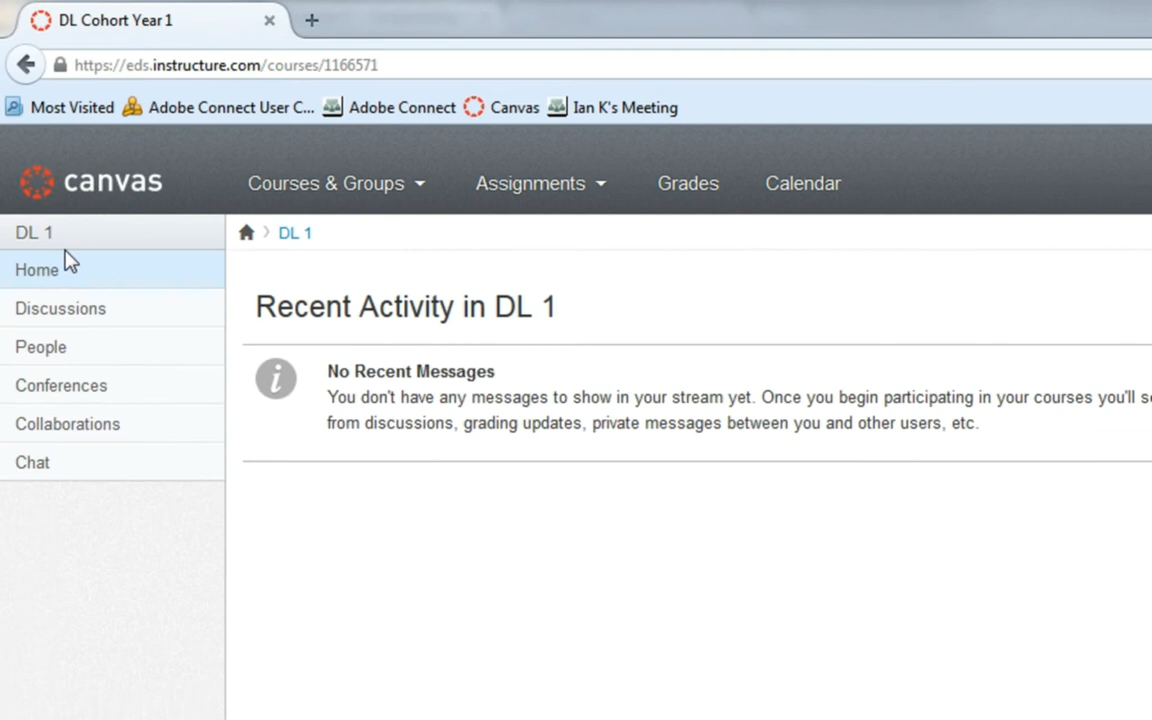 DL Cohort Year 1
https://eds.instructure.com/courses/1166571
Most Visited Adobe Connect User C... Adobe Connect Canvas Ian K's Meeting
canvas Courses & Groups Assignments Grades Calendar
DL 1
DL 1
Home
Discussions
People
Conferences
Collaborations
Chat
Recent Activity in DL 1
No Recent Messages
You don't have any messages to show in your stream yet. Once you begin participating in your courses you'll
from discussions, grading updates, private messages between you and other users, etc.